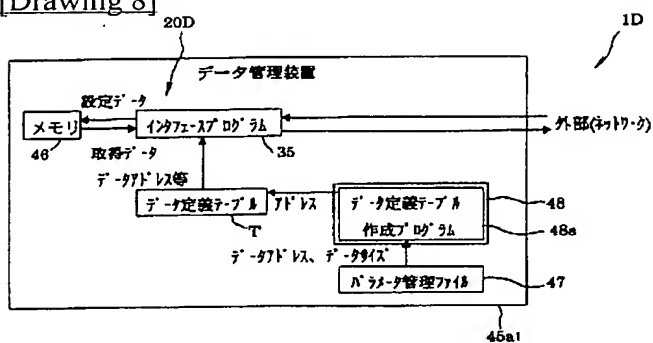 [Drawing 8]
20D
1D
データ管理装置
設定データ
メモリ
インタフェースプログラム
外部(ネットワーク)
46
取得データ
35
データアドレス等
データ定義テーブル
アドレス
データ定義テーブル
48
T
作成プログラム
48a
データアドレス、データサイズ
パラメータ管理ファイル
47
45a1